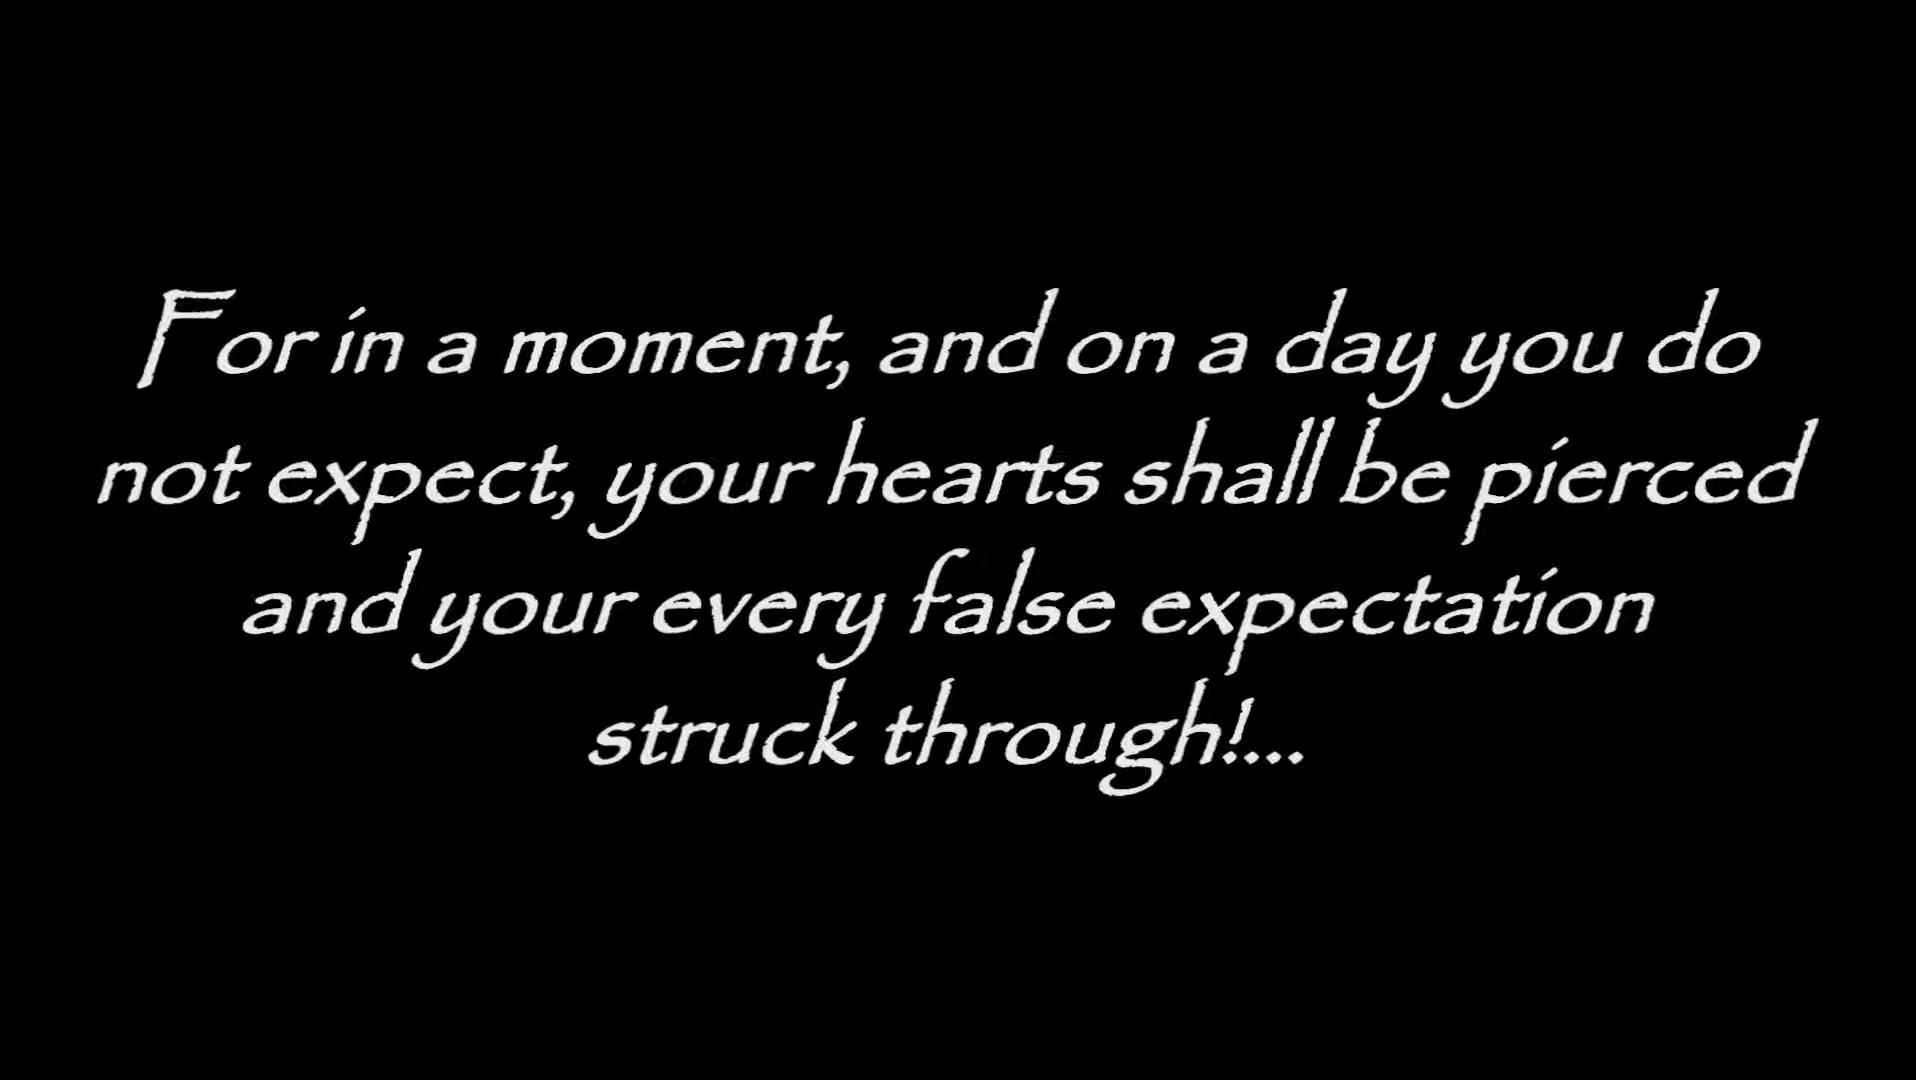 For in a moment, and on a day you do
not expect, your hearts shall be pierced
and your every false expectation
struck through!...